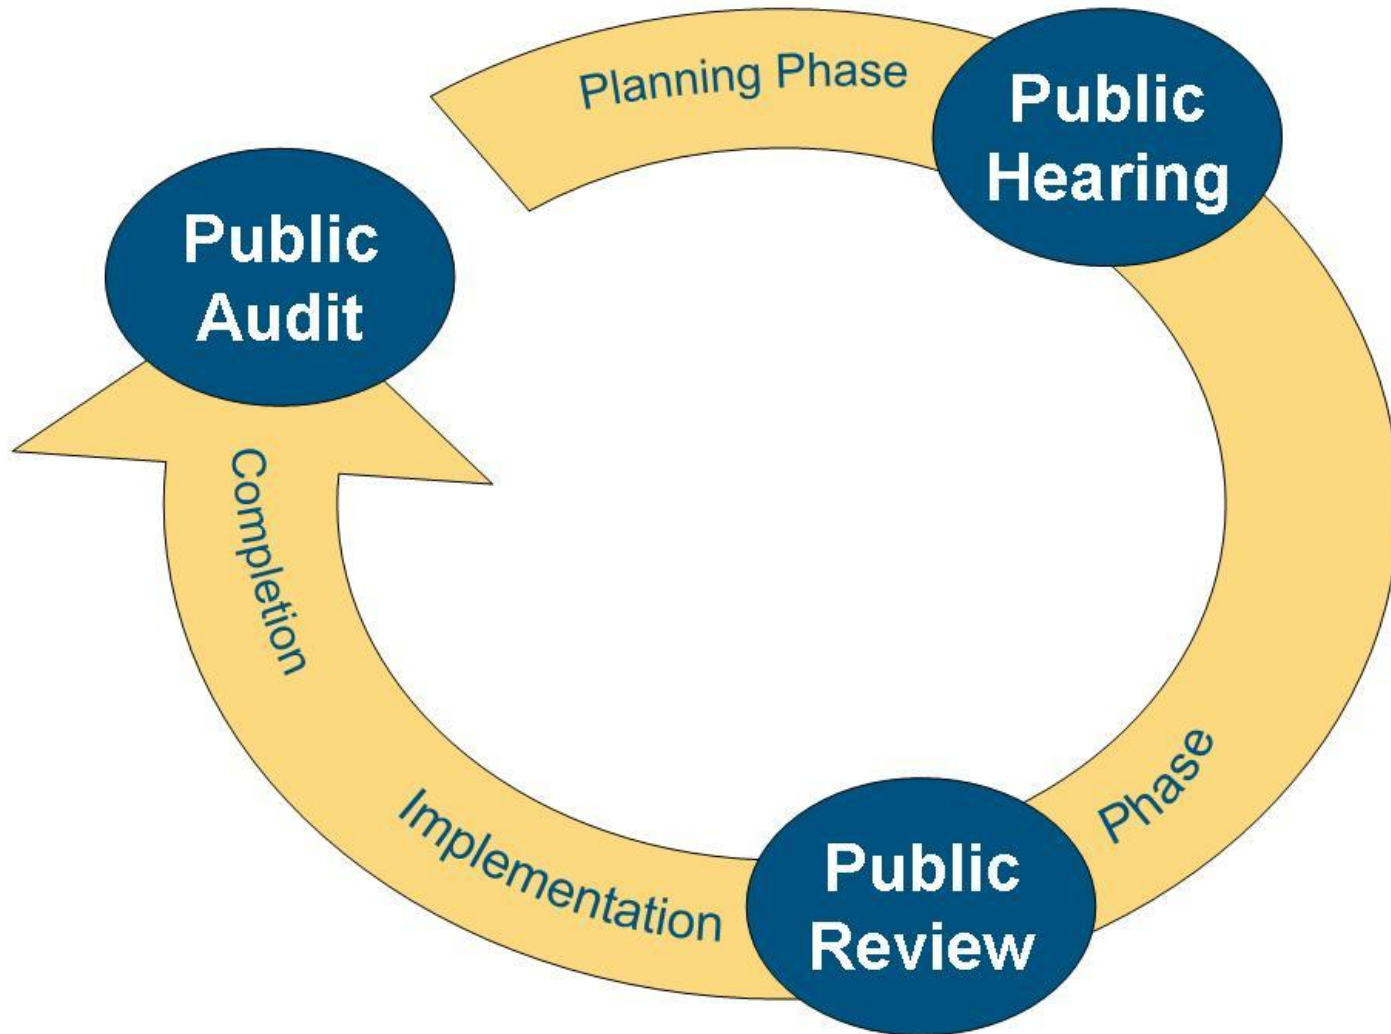 Planning Phase
Public
Hearing
Public
Audit
Completion
Implementation
Phase
Public
Review